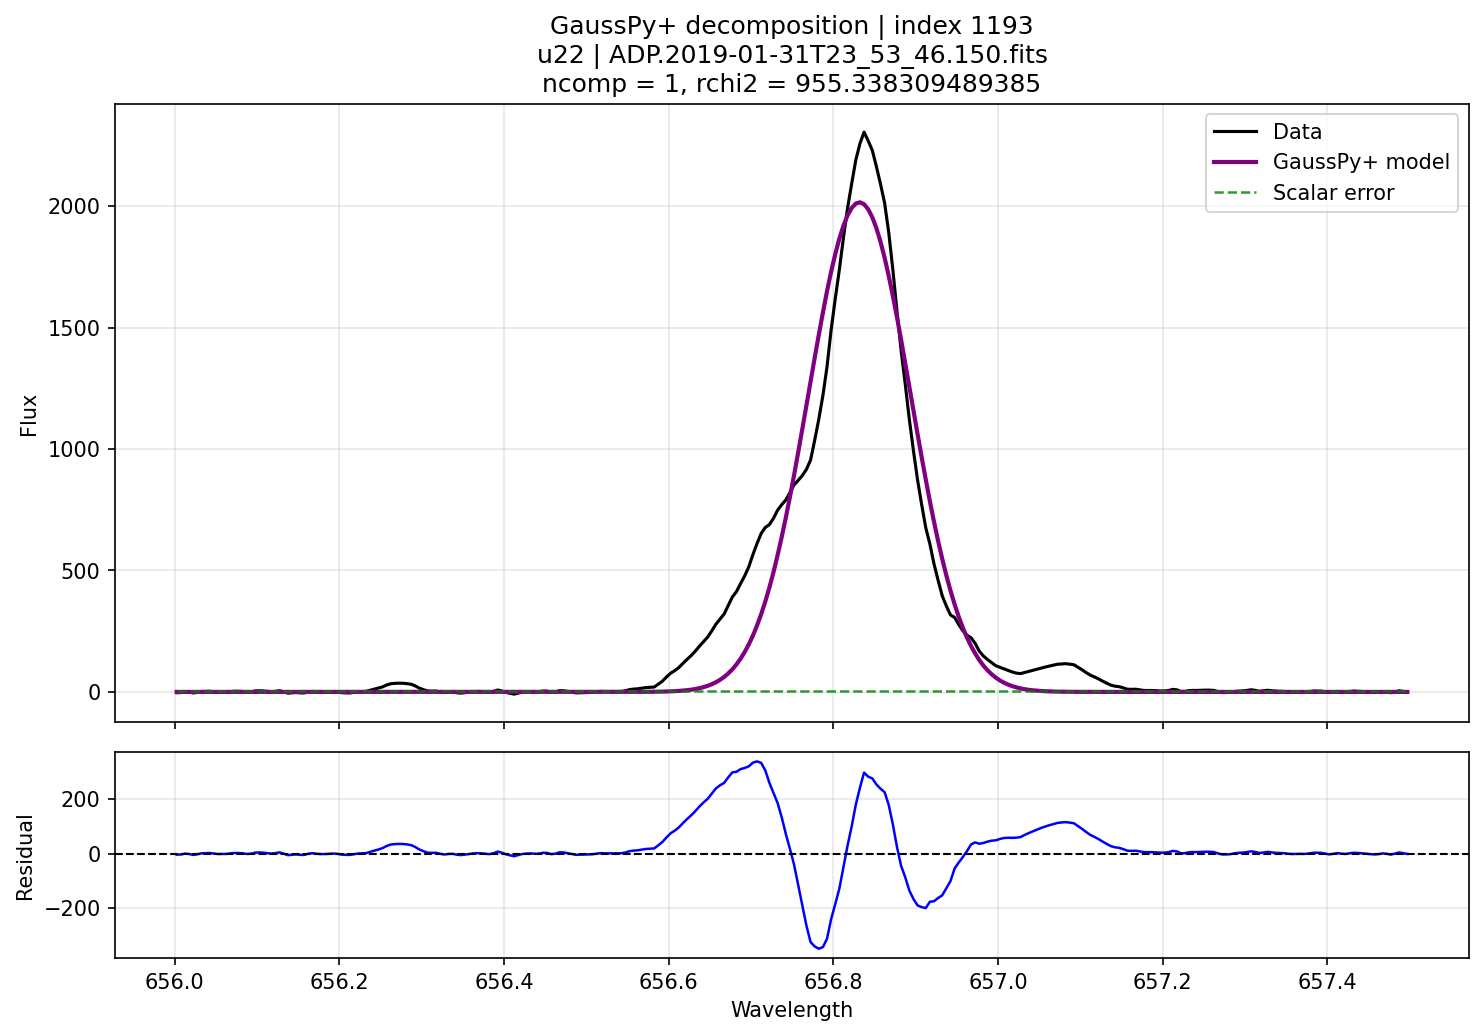 GaussPy+ decomposition | index 1193
u22 | ADP.2019-01-31T23_53_46.150.fits
ncomp = 1, rchi2 = 955.338309489385
Data
GaussPy+ model
Scalar error
2000
1500
1000
500
0
Flux
200
0
−200
Residual
656.0 656.2 656.4 656.6 656.8 657.0 657.2 657.4
Wavelength